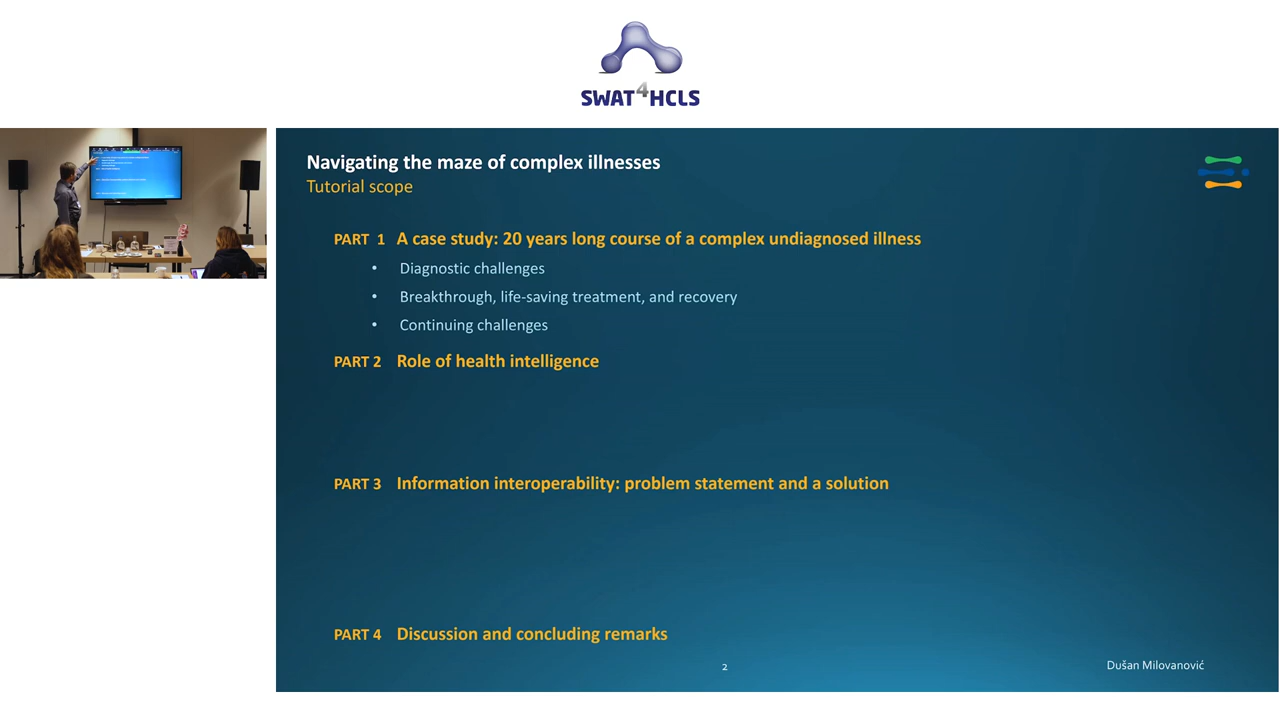 SWAT4HCLS
Navigating the maze of complex illnesses
Tutorial scope
PART 1 A case study: 20 years long course of a complex undiagnosed illness
• Diagnostic challenges
• Breakthrough, life-saving treatment, and recovery
• Continuing challenges
PART 2 Role of health intelligence
PART 3 Information interoperability: problem statement and a solution
PART 4 Discussion and concluding remarks
2
Dušan Milovanović